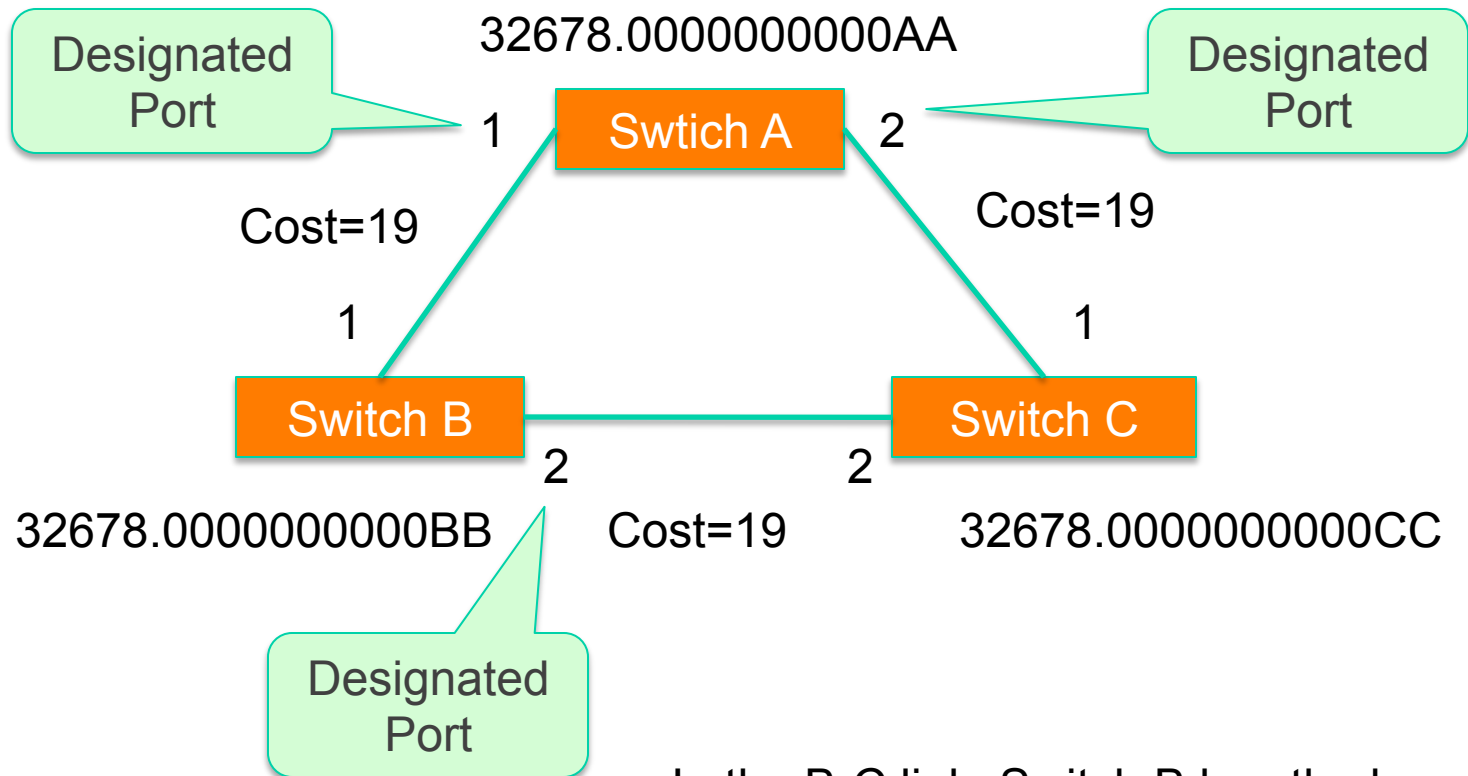 32678.0000000000AA
Designated
Port
Designated
Port
1
Swtich A
2
Cost=19
Cost=19
1
1
Switch B
Switch C
2
2
32678.0000000000BB
Cost=19
32678.0000000000CC
Designated
Port